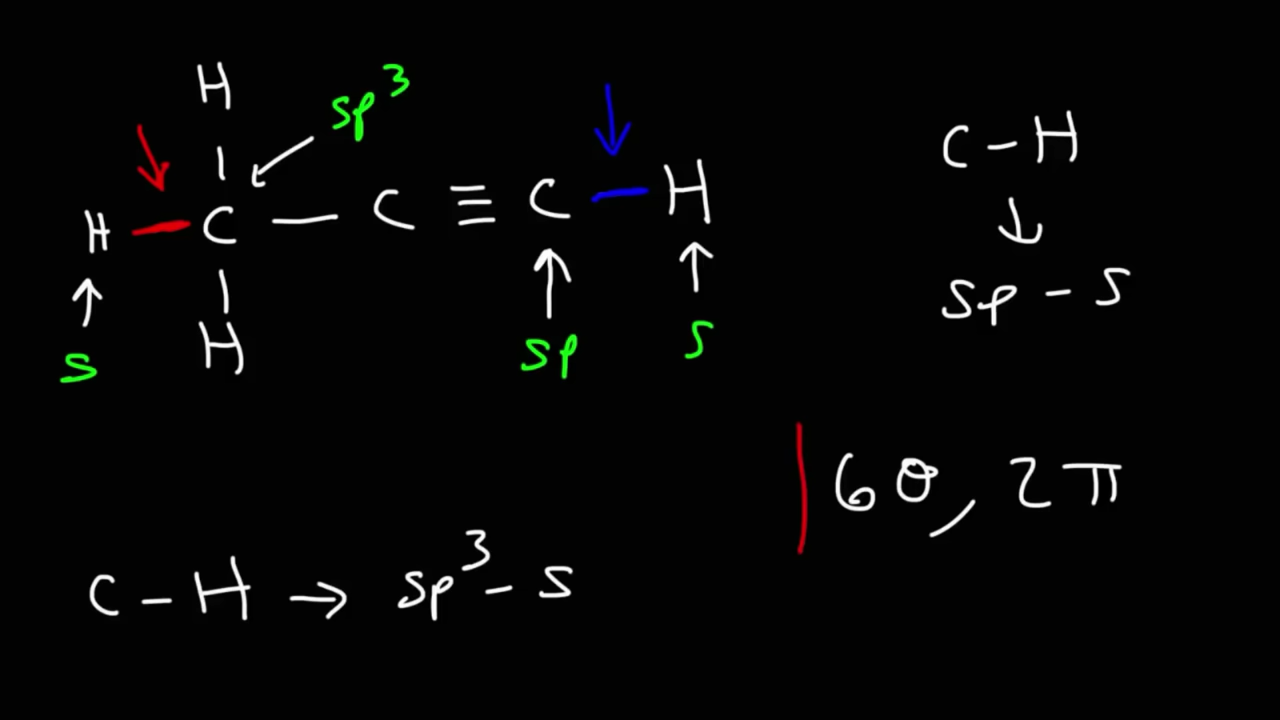 H
sp³
H — C — C ≡ C — H
H
s
sp
s
C – H
↓
sp – s
6σ, 2π
C – H → sp³ – s